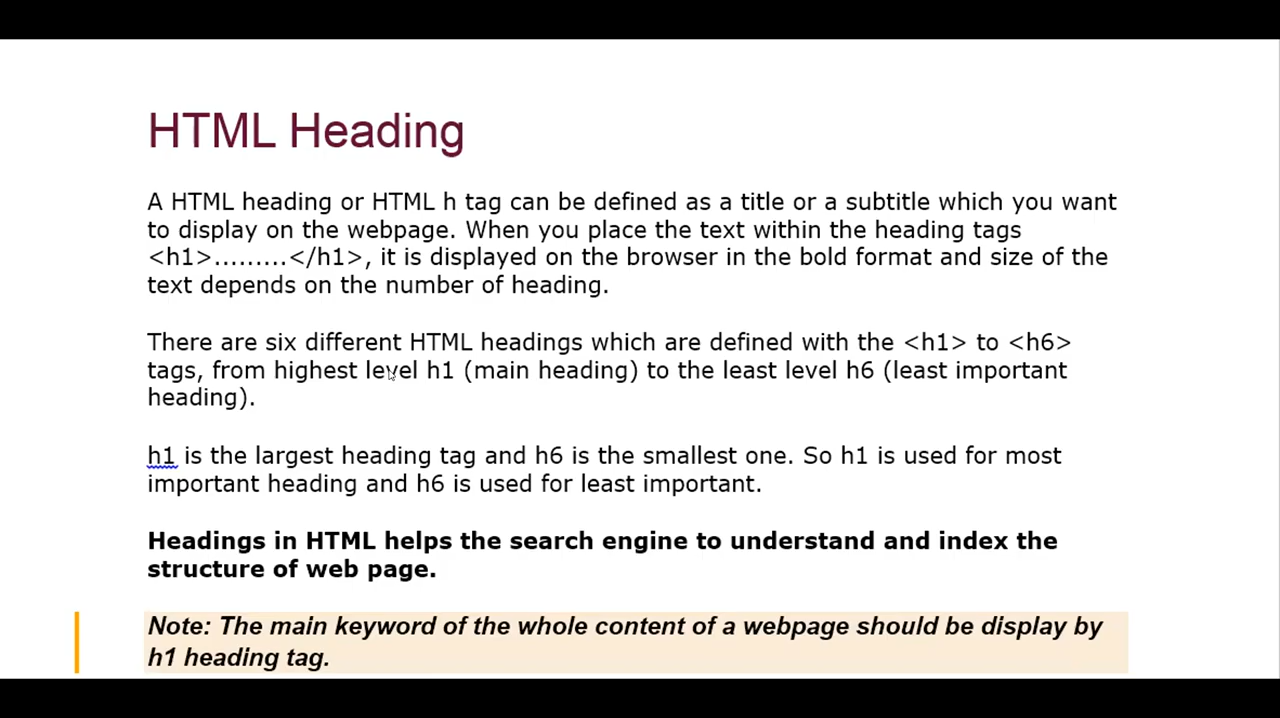 HTML Heading
A HTML heading or HTML h tag can be defined as a title or a subtitle which you want
to display on the webpage. When you place the text within the heading tags
<h1>.........</h1>, it is displayed on the browser in the bold format and size of the
text depends on the number of heading.
There are six different HTML headings which are defined with the <h1> to <h6>
tags, from highest level h1 (main heading) to the least level h6 (least important
heading).
h1 is the largest heading tag and h6 is the smallest one. So h1 is used for most
important heading and h6 is used for least important.
Headings in HTML helps the search engine to understand and index the
structure of web page.
Note: The main keyword of the whole content of a webpage should be display by
h1 heading tag.